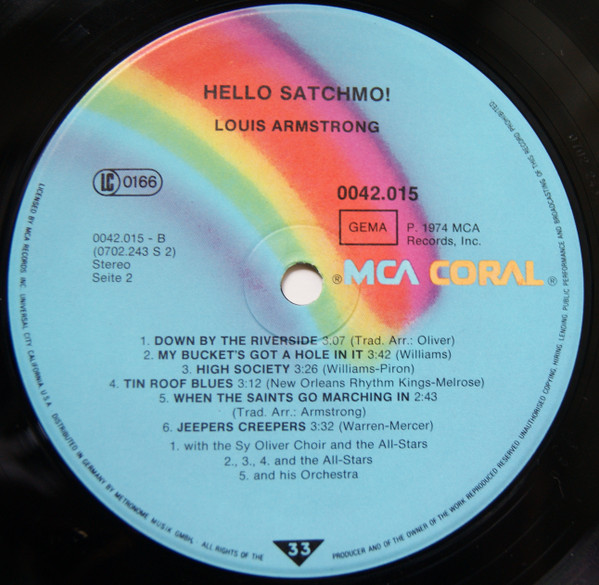 HELLO SATCHMO!
LOUIS ARMSTRONG
LC 0166
0042.015
GEMA
P. 1974 MCA
Records, Inc.
0042.015 - B
(0702.243 S 2)
Stereo
Seite 2
® MCA CORAL ®
1. DOWN BY THE RIVERSIDE 3.07 (Trad. Arr.: Oliver)
2. MY BUCKET'S GOT A HOLE IN IT 3:42 (Williams)
3. HIGH SOCIETY 3:26 (Williams-Piron)
4. TIN ROOF BLUES 3:12 (New Orleans Rhythm Kings-Melrose)
5. WHEN THE SAINTS GO MARCHING IN 2:43
(Trad. Arr.: Armstrong)
6. JEEPERS CREEPERS 3:32 (Warren-Mercer)
1. with the Sy Oliver Choir and the All-Stars
2., 3., 4. and the All-Stars
5. and his Orchestra
33
LICENSED BY MCA RECORDS INC. UNIVERSAL CITY, CALIFORNIA, U.S.A. DISTRIBUTED IN GERMANY BY METRONOME MUSIK GMBH · ALL RIGHTS OF THE PRODUCER AND OF THE OWNER OF THE WORK REPRODUCED RESERVED UNAUTHORISED COPYING, HIRING, LENDING, PUBLIC PERFORMANCE AND BROADCASTING OF THIS RECORD PROHIBITED